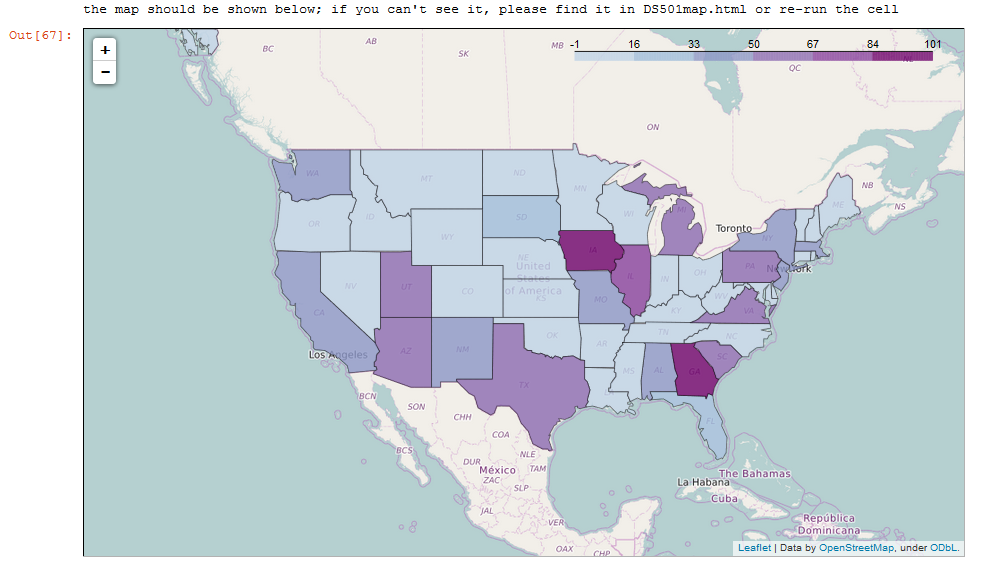 the map should be shown below; if you can't see it, please find it in DS501map.html or re-run the cell
Out[67]:
+
−
-1 16 33 50 67 84 101
BC
AB
SK
MB
QC
NL
ON
NB
NS
WA
MT
ND
MN
ME
OR
ID
SD
WI
MI
WY
Toronto
NY
IA
NE
United
States
of America
New York
PA
NV
UT
CO
KS
IL
IN
OH
MO
WV
VA
KY
CA
Los Angeles
AZ
NM
OK
AR
TN
NC
SC
MS
AL
GA
TX
FL
BCN
SON
CHH
COA
BCS
NLE
DUR
México
TAM
ZAC
SLP
JAL
VER
OAX
CHP
The Bahamas
La Habana
Cuba
República
Dominicana
Leaflet | Data by OpenStreetMap, under ODbL.